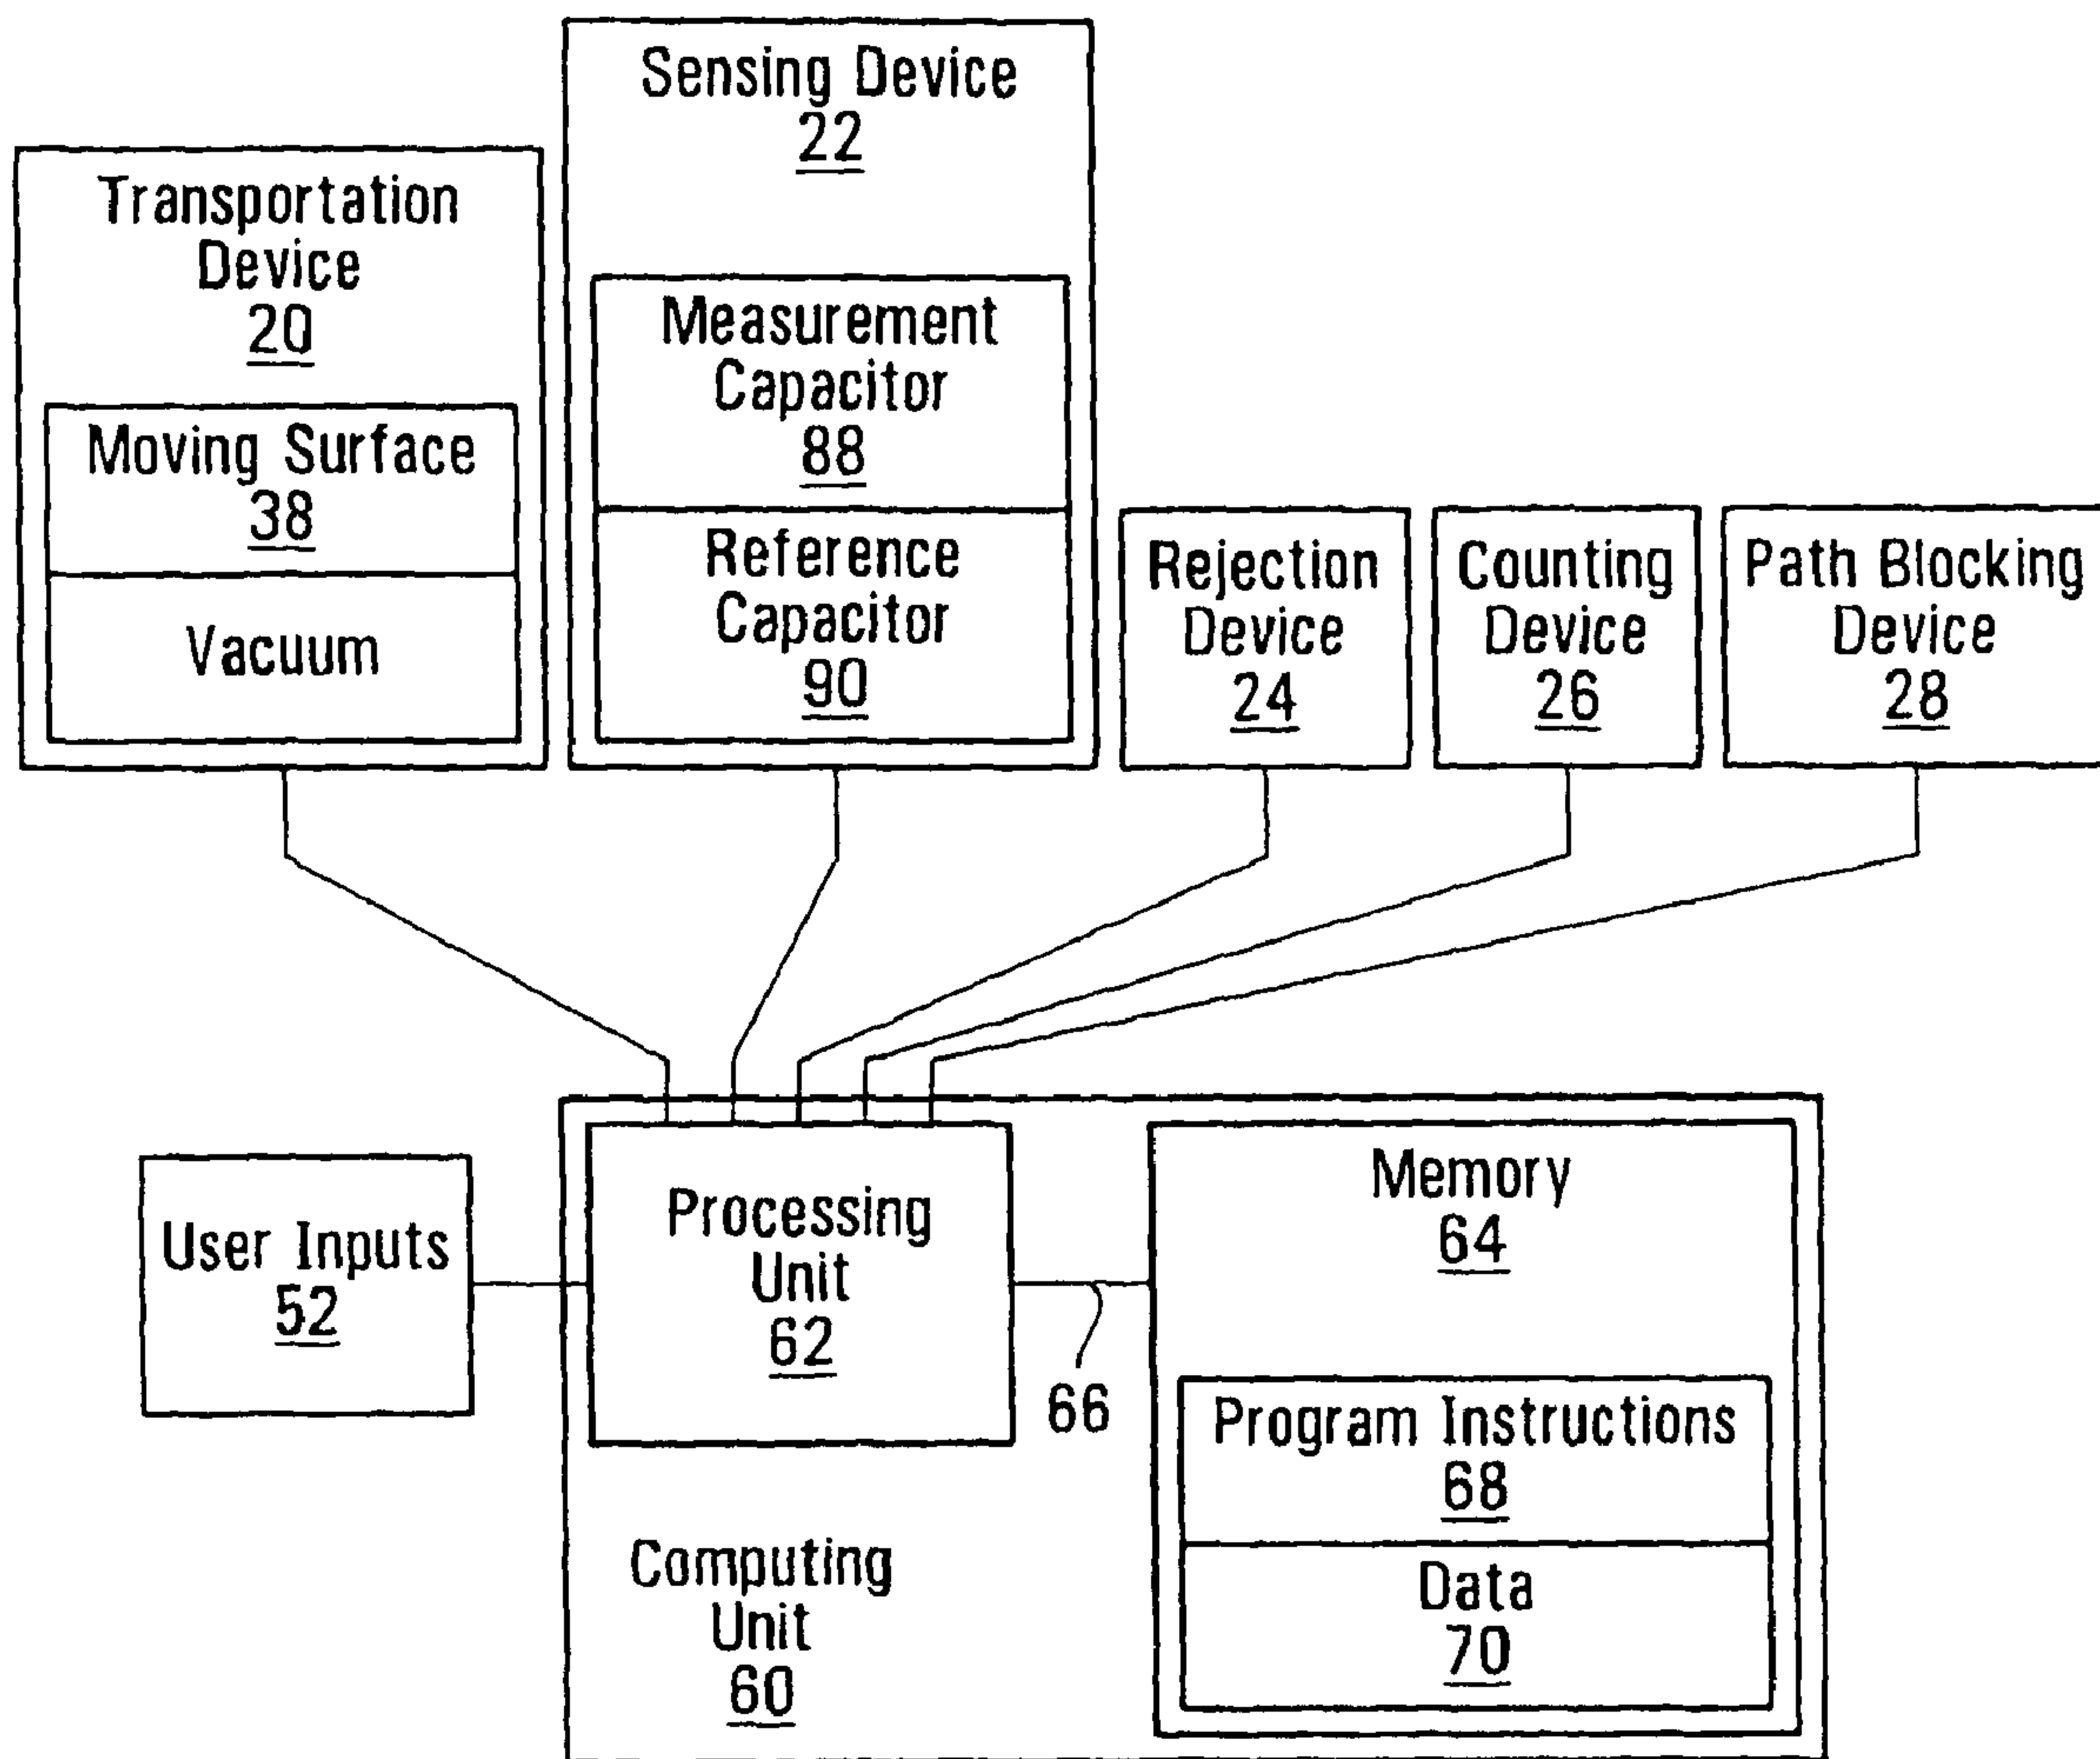 Sensing Device
22
Transportation
Device
20
Measurement
Capacitor
88
Moving Surface
38
Reference
Capacitor
90
Vacuum
Rejection
Device
24
Counting
Device
26
Path Blocking
Device
28
User Inputs
52
Processing
Unit
62
66
Memory
64
Program Instructions
68
Data
70
Computing
Unit
60